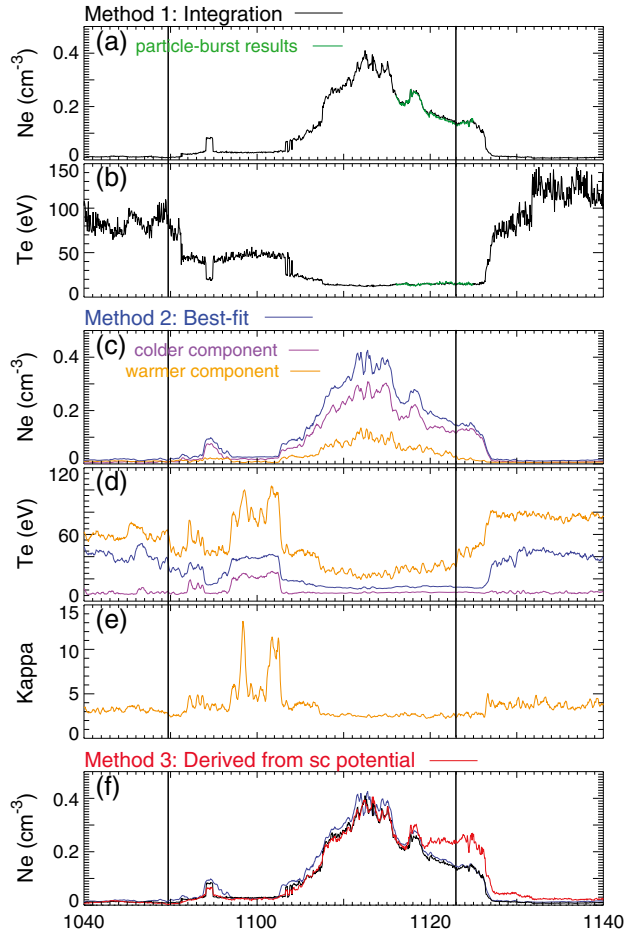 Method 1: Integration
(a)
particle-burst results
Ne (cm-3)
0.4
0.2
0
(b)
Te (eV)
150
100
50
0
Method 2: Best-fit
(c)
colder component
warmer component
Ne (cm-3)
0.4
0.2
0
(d)
Te (eV)
120
60
0
(e)
Kappa
15
10
5
0
Method 3: Derived from sc potential
(f)
Ne (cm-3)
0.4
0.2
0
1040 1100 1120 1140